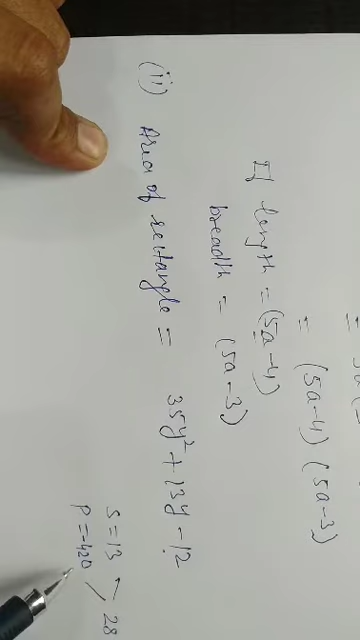 = (5a-4) (5a-3)
If length = (5a-4)
breadth = (5a-3)
(ii) Area of rectangle = 35y² + 13y - 12
S = 13
P = -420
28